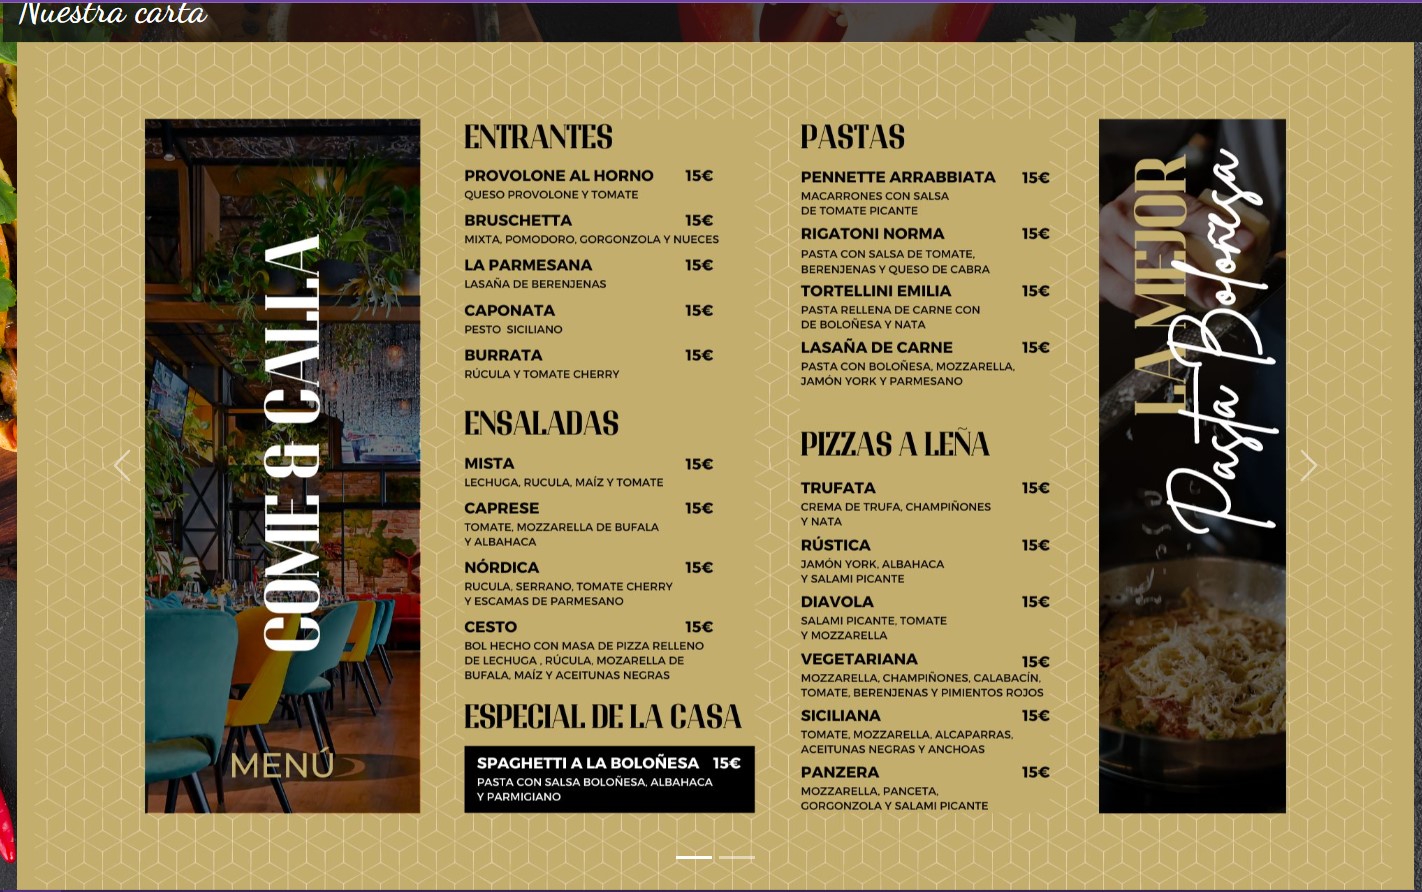 Nuestra carta
COME & CALLA
MENÚ
ENTRANTES
PROVOLONE AL HORNO 15€
QUESO PROVOLONE Y TOMATE
BRUSCHETTA 15€
MIXTA, POMODORO, GORGONZOLA Y NUECES
LA PARMESANA 15€
LASAÑA DE BERENJENAS
CAPONATA 15€
PESTO SICILIANO
BURRATA 15€
RÚCULA Y TOMATE CHERRY
ENSALADAS
MISTA 15€
LECHUGA, RUCULA, MAÍZ Y TOMATE
CAPRESE 15€
TOMATE, MOZZARELLA DE BUFALA
Y ALBAHACA
NÓRDICA 15€
RUCULA, SERRANO, TOMATE CHERRY
Y ESCAMAS DE PARMESANO
CESTO 15€
BOL HECHO CON MASA DE PIZZA RELLENO
DE LECHUGA , RÚCULA, MOZARELLA DE
BUFALA, MAÍZ Y ACEITUNAS NEGRAS
ESPECIAL DE LA CASA
SPAGHETTI A LA BOLOÑESA 15€
PASTA CON SALSA BOLOÑESA, ALBAHACA
Y PARMIGIANO
PASTAS
PENNETTE ARRABBIATA 15€
MACARRONES CON SALSA
DE TOMATE PICANTE
RIGATONI NORMA 15€
PASTA CON SALSA DE TOMATE,
BERENJENAS Y QUESO DE CABRA
TORTELLINI EMILIA 15€
PASTA RELLENA DE CARNE CON
DE BOLOÑESA Y NATA
LASAÑA DE CARNE 15€
PASTA CON BOLOÑESA, MOZZARELLA,
JAMÓN YORK Y PARMESANO
PIZZAS A LEÑA
TRUFATA 15€
CREMA DE TRUFA, CHAMPIÑONES
Y NATA
RÚSTICA 15€
JAMÓN YORK, ALBAHACA
Y SALAMI PICANTE
DIAVOLA 15€
SALAMI PICANTE, TOMATE
Y MOZZARELLA
VEGETARIANA 15€
MOZZARELLA, CHAMPIÑONES, CALABACÍN,
TOMATE, BERENJENAS Y PIMIENTOS ROJOS
SICILIANA 15€
TOMATE, MOZZARELLA, ALCAPARRAS,
ACEITUNAS NEGRAS Y ANCHOAS
PANZERA 15€
MOZZARELLA, PANCETA,
GORGONZOLA Y SALAMI PICANTE
LA MEJOR
Pasta Boloñesa